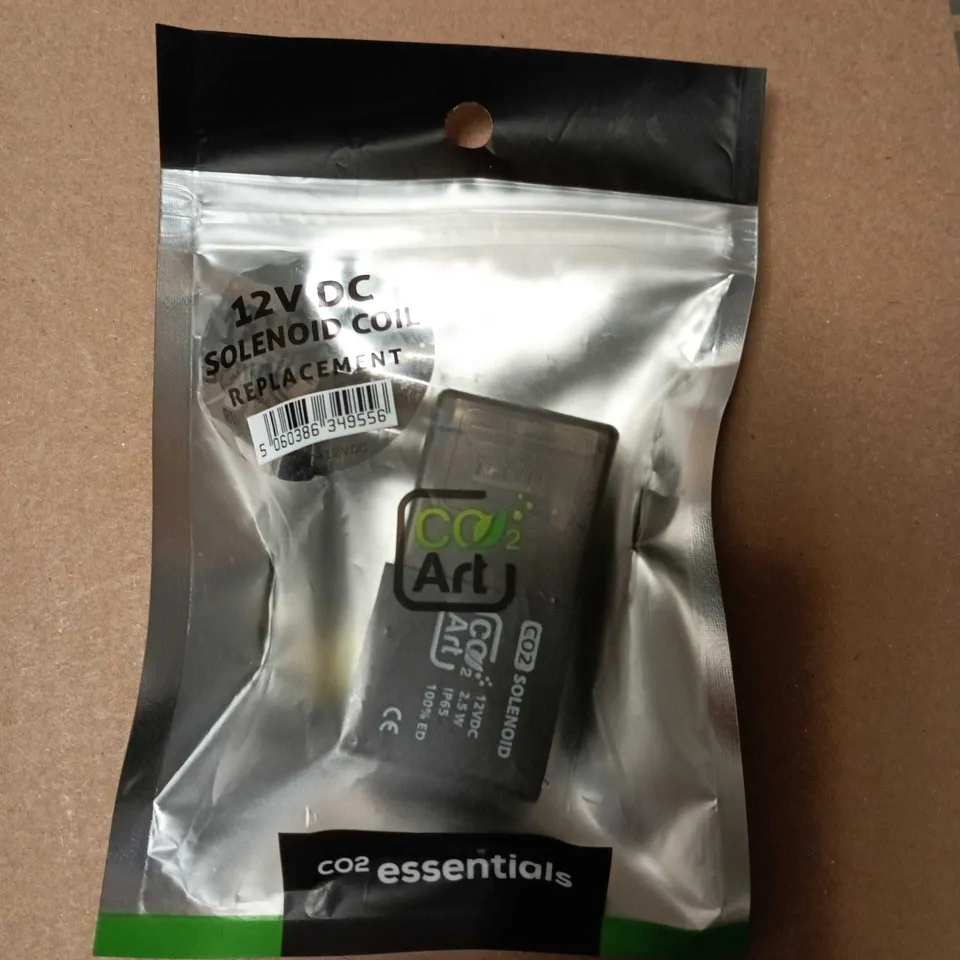 12V DC
SOLENOID COIL
REPLACEMENT
5 060386 349556
12VDC
CO2
Art
CO2 SOLENOID
CO2
Art
12VDC
2.5W
IP65
100% ED
CE
CO2 essentials